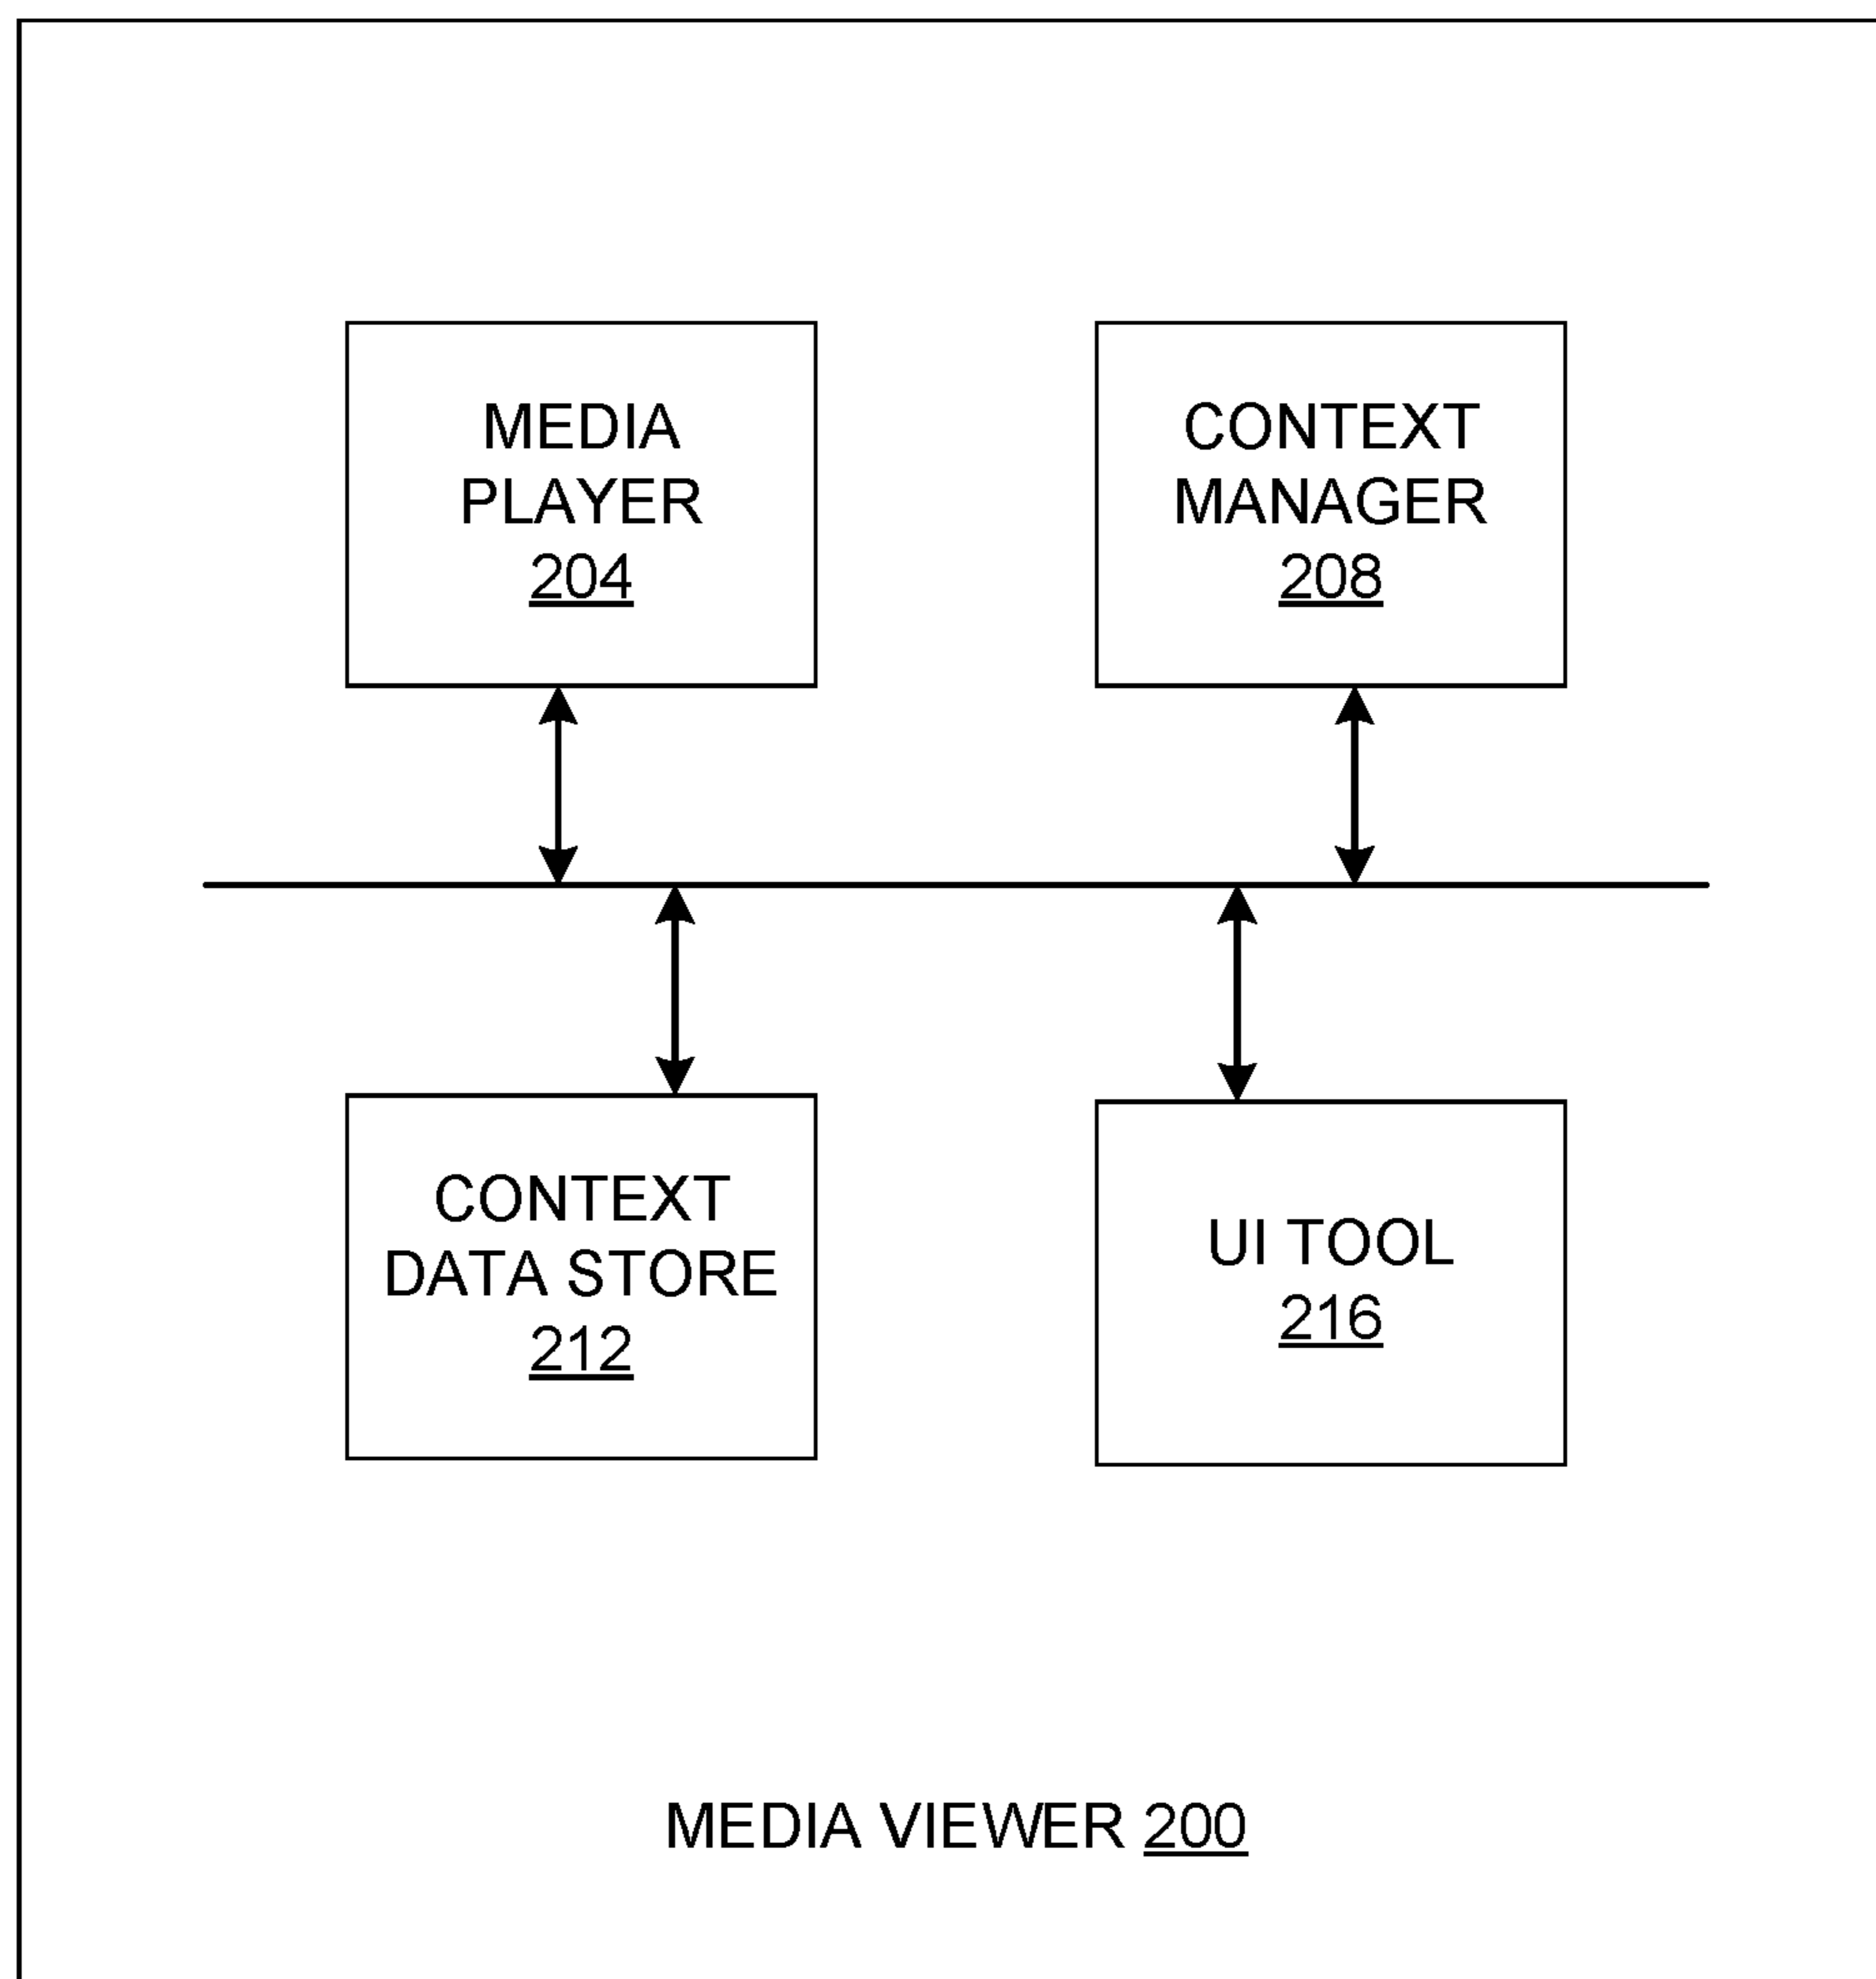 MEDIA
PLAYER
204
CONTEXT
MANAGER
208
CONTEXT
DATA STORE
212
UI TOOL
216
MEDIA VIEWER 200